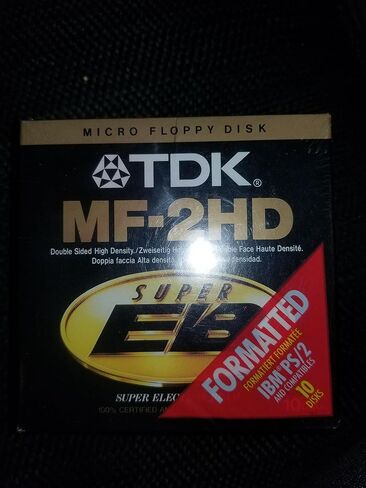 MICRO FLOPPY DISK
TDK®
MF-2HD
Double Sided High Density./Zweiseitig Double Face Haute Densité.
Doppia faccia Alta densità. densidad.
SUPER
EB
FORMATTED
FORMATIERT FORMATÉE
IBM® PS/2
AND COMPATIBLES
10
DISKS
SUPER ELEC
100% CERTIFIED